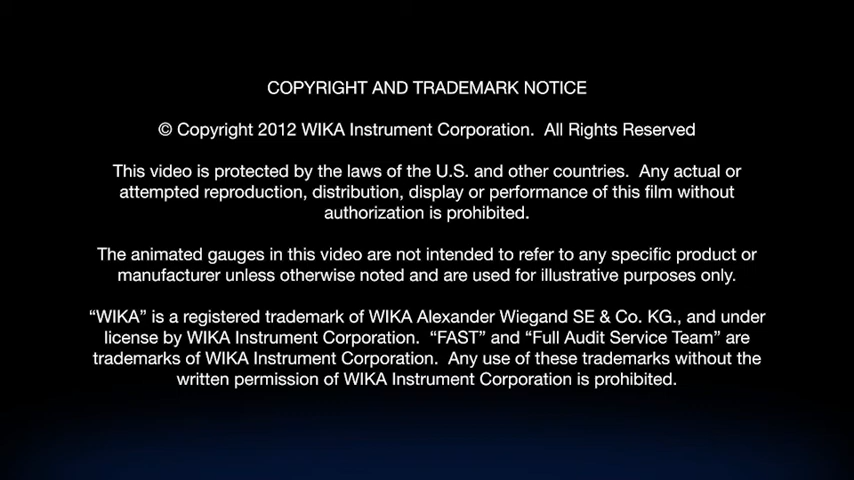 COPYRIGHT AND TRADEMARK NOTICE
© Copyright 2012 WIKA Instrument Corporation.  All Rights Reserved
This video is protected by the laws of the U.S. and other countries.  Any actual or
attempted reproduction, distribution, display or performance of this film without
authorization is prohibited.
The animated gauges in this video are not intended to refer to any specific product or
manufacturer unless otherwise noted and are used for illustrative purposes only.
“WIKA” is a registered trademark of WIKA Alexander Wiegand SE & Co. KG., and under
license by WIKA Instrument Corporation.  “FAST” and “Full Audit Service Team” are
trademarks of WIKA Instrument Corporation.  Any use of these trademarks without the
written permission of WIKA Instrument Corporation is prohibited.